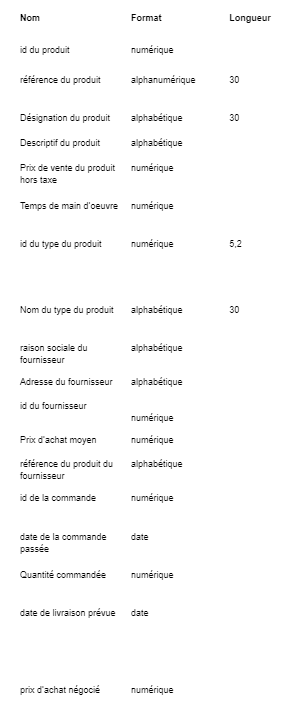 Nom Format Longueur
id du produit numérique
référence du produit alphanumérique 30
Désignation du produit alphabétique 30
Descriptif du produit alphabétique
Prix de vente du produit numérique
hors taxe
Temps de main d'oeuvre numérique
id du type du produit numérique 5,2
Nom du type du produit alphabétique 30
raison sociale du alphabétique
fournisseur
Adresse du fournisseur alphabétique
id du fournisseur
numérique
Prix d'achat moyen numérique
référence du produit du alphabétique
fournisseur
id de la commande numérique
date de la commande date
passée
Quantité commandée numérique
date de livraison prévue date
prix d'achat négocié numérique